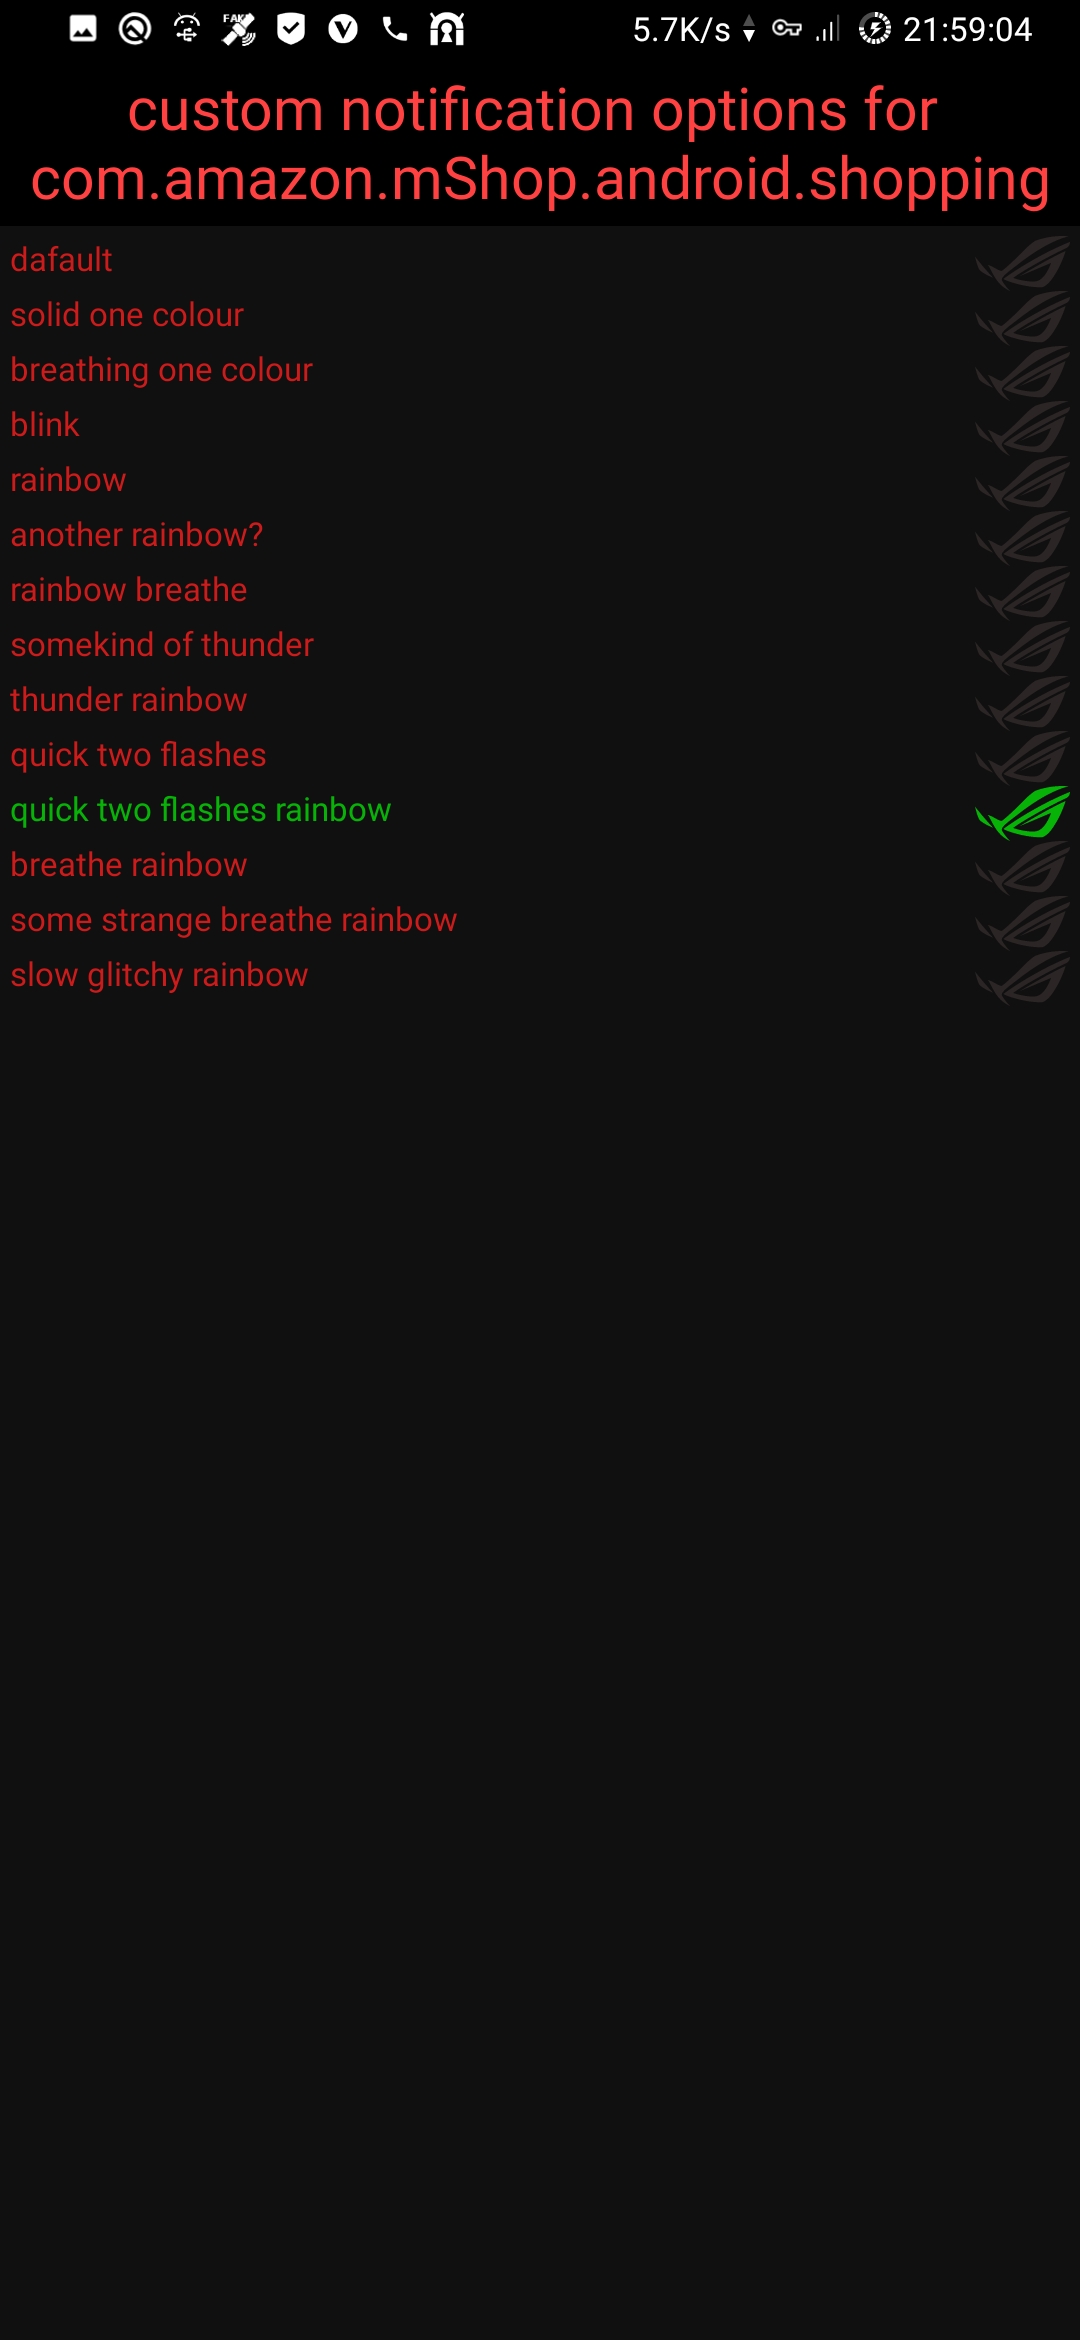 FAKE
5.7K/s 21:59:04
custom notification options for
com.amazon.mShop.android.shopping
dafault
solid one colour
breathing one colour
blink
rainbow
another rainbow?
rainbow breathe
somekind of thunder
thunder rainbow
quick two flashes
quick two flashes rainbow
breathe rainbow
some strange breathe rainbow
slow glitchy rainbow